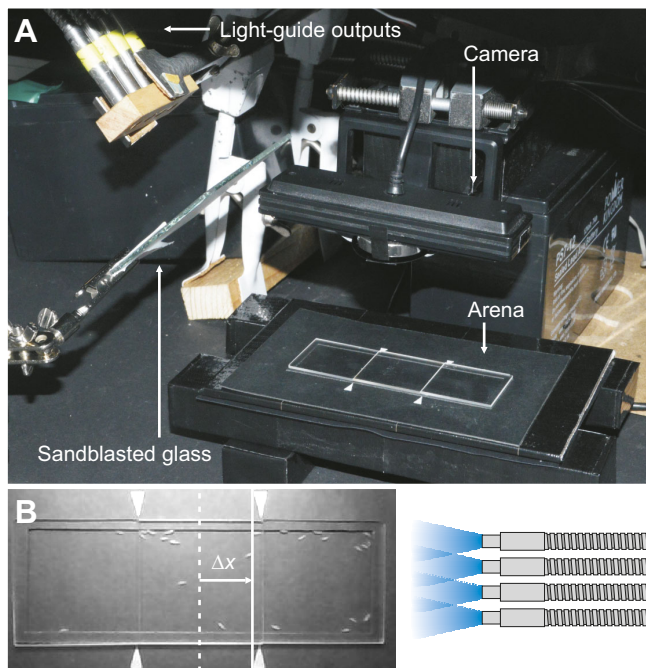 A
Light-guide outputs
Camera
Arena
Sandblasted glass
B
Δx